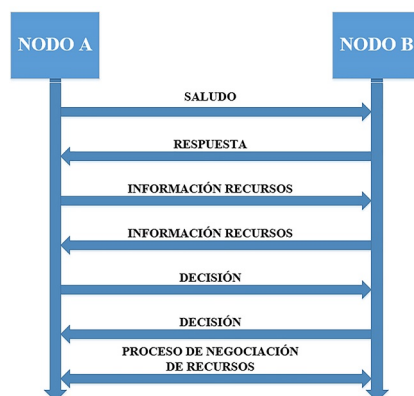 NODO A
NODO B
SALUDO
RESPUESTA
INFORMACIÓN RECURSOS
INFORMACIÓN RECURSOS
DECISIÓN
DECISIÓN
PROCESO DE NEGOCIACIÓN
DE RECURSOS